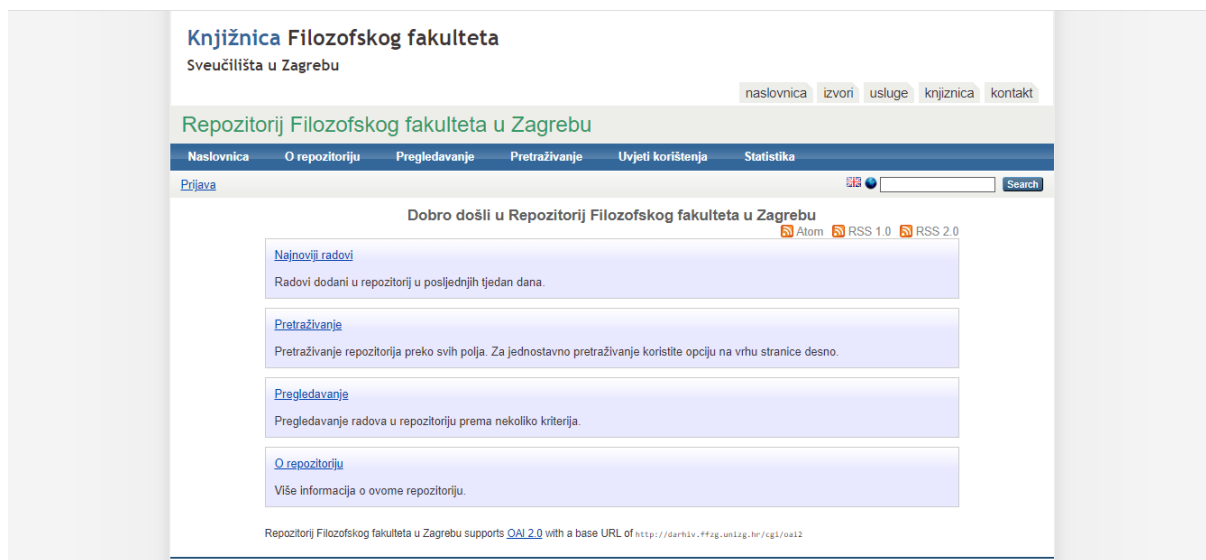 Knjižnica Filozofskog fakulteta
Sveučilišta u Zagrebu
naslovnica izvori usluge knjiznica kontakt
Repozitorij Filozofskog fakulteta u Zagrebu
Naslovnica O repozitoriju Pregledavanje Pretraživanje Uvjeti korištenja Statistika
Prijava Search
Dobro došli u Repozitorij Filozofskog fakulteta u Zagrebu
Atom RSS 1.0 RSS 2.0
Najnoviji radovi
Radovi dodani u repozitorij u posljednjih tjedan dana.
Pretraživanje
Pretraživanje repozitorija preko svih polja. Za jednostavno pretraživanje koristite opciju na vrhu stranice desno.
Pregledavanje
Pregledavanje radova u repozitoriju prema nekoliko kriterija.
O repozitoriju
Više informacija o ovome repozitoriju.
Repozitorij Filozofskog fakulteta u Zagrebu supports OAI 2.0 with a base URL of http://darhiv.ffzg.unizg.hr/cgi/oai2